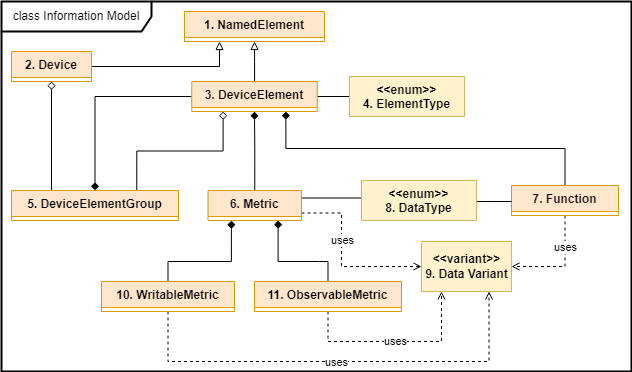 class Information Model
1. NamedElement
2. Device
3. DeviceElement
<<enum>>
4. ElementType
5. DeviceElementGroup
6. Metric
<<enum>>
8. DataType
7. Function
uses
uses
<<variant>>
9. Data Variant
10. WritableMetric
11. ObservableMetric
uses
uses